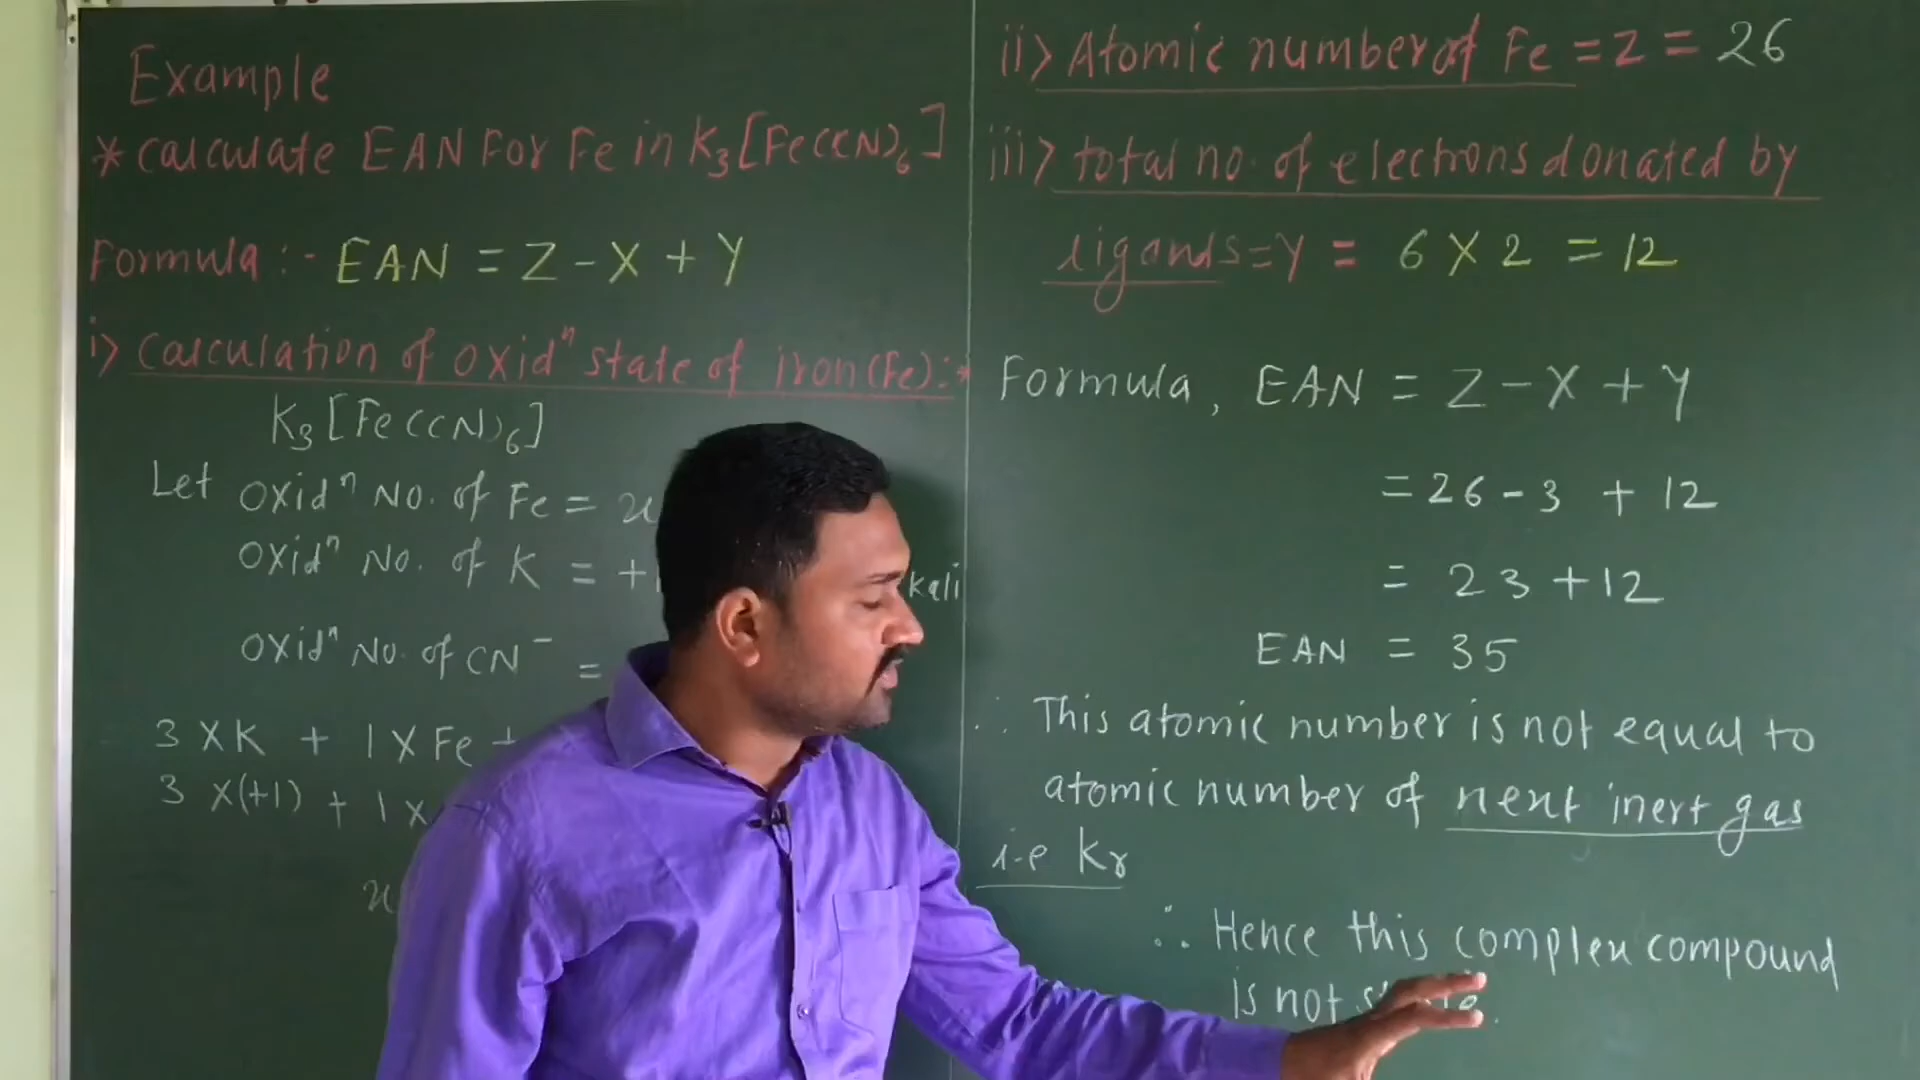 Example
* Calculate EAN For Fe in K₃[Fe(CN)₆]
Formula :- EAN = Z - X + Y
i> Calculation of oxidⁿ state of iron(Fe):-
K₃[Fe(CN)₆]
Let oxidⁿ No. of Fe = x
oxidⁿ No. of K = +1 kali
oxidⁿ No. of CN⁻ =
3 X K + 1 X Fe +
3 X(+1) + 1 X
x
ii> Atomic number of Fe = Z = 26
iii> total no. of electrons donated by
ligands = Y = 6 X 2 = 12
Formula, EAN = Z - X + Y
= 26 - 3 + 12
= 23 + 12
EAN = 35
∴ This atomic number is not equal to
atomic number of next inert gas
i.e Kr
∴ Hence this complex compound
is not